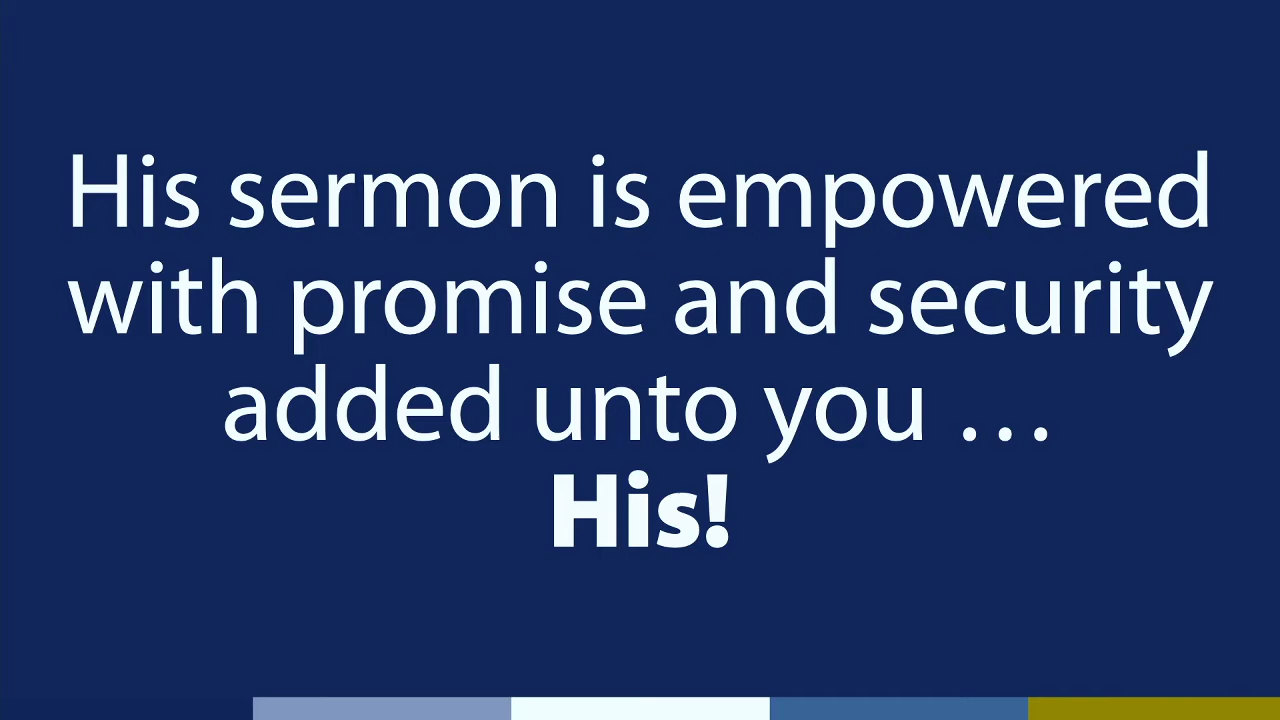 His sermon is empowered
with promise and security
added unto you …
His!